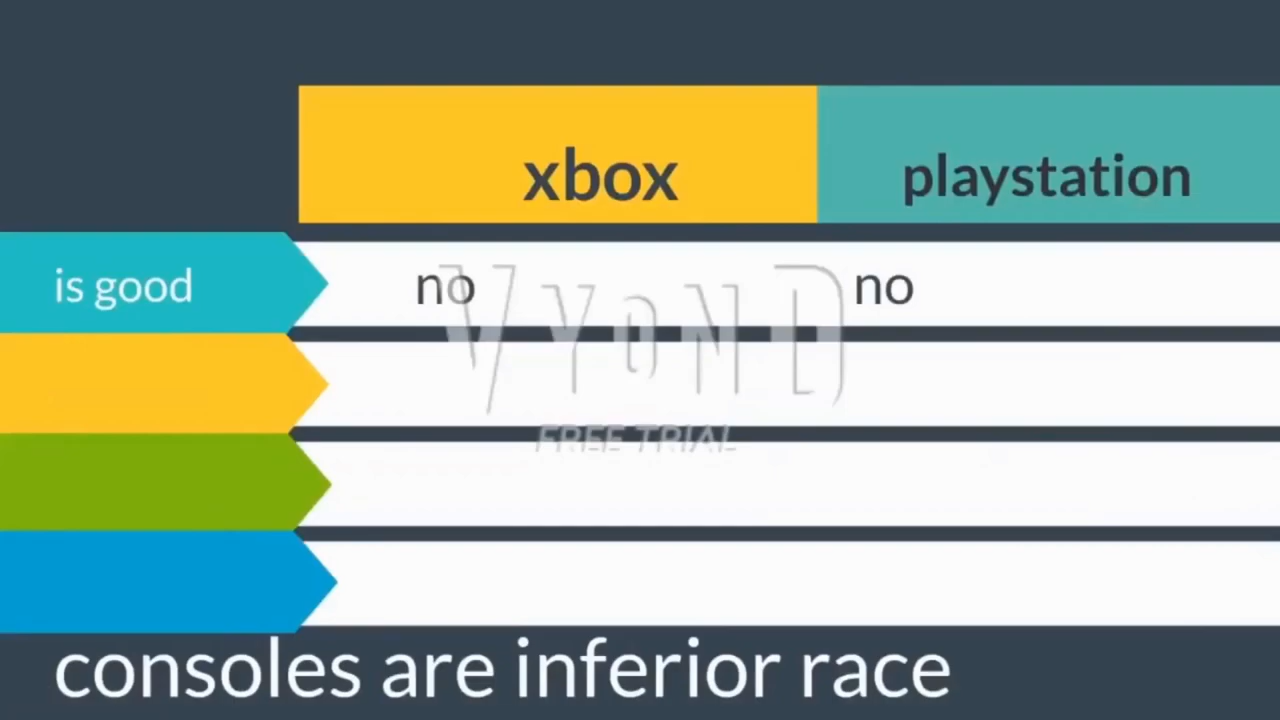 xbox playstation
is good no no
VYOND
FREE TRIAL
consoles are inferior race